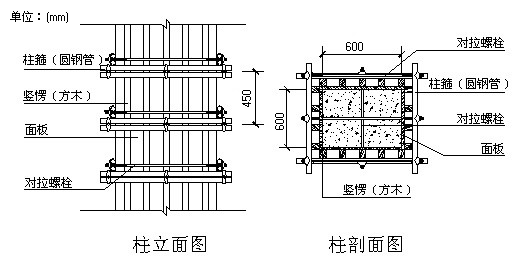 单位：(mm)
柱箍（圆钢管）
竖愣（方木）
面板
对拉螺栓
450
柱立面图
600
600
对拉螺栓
柱箍（圆钢管）
对拉螺栓
面板
竖愣（方木）
柱剖面图